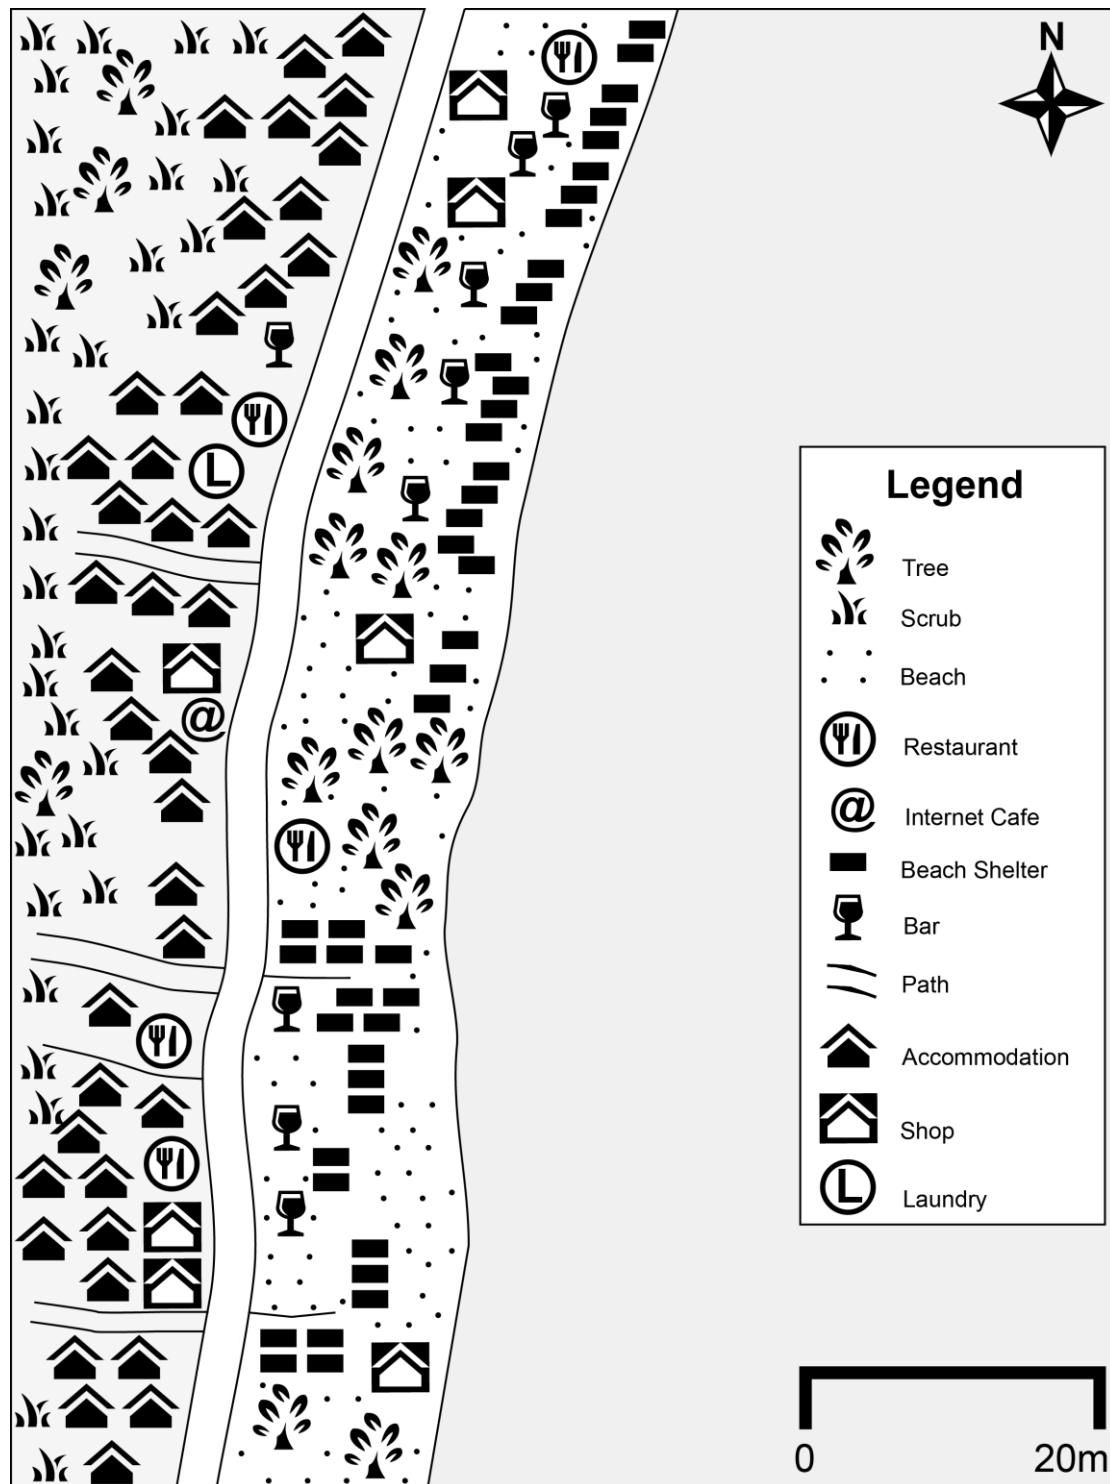 N
L
@
Legend
Tree
Scrub
Beach
Restaurant
@
Internet Cafe
Beach Shelter
Bar
Path
Accommodation
Shop
L
Laundry
0
20m